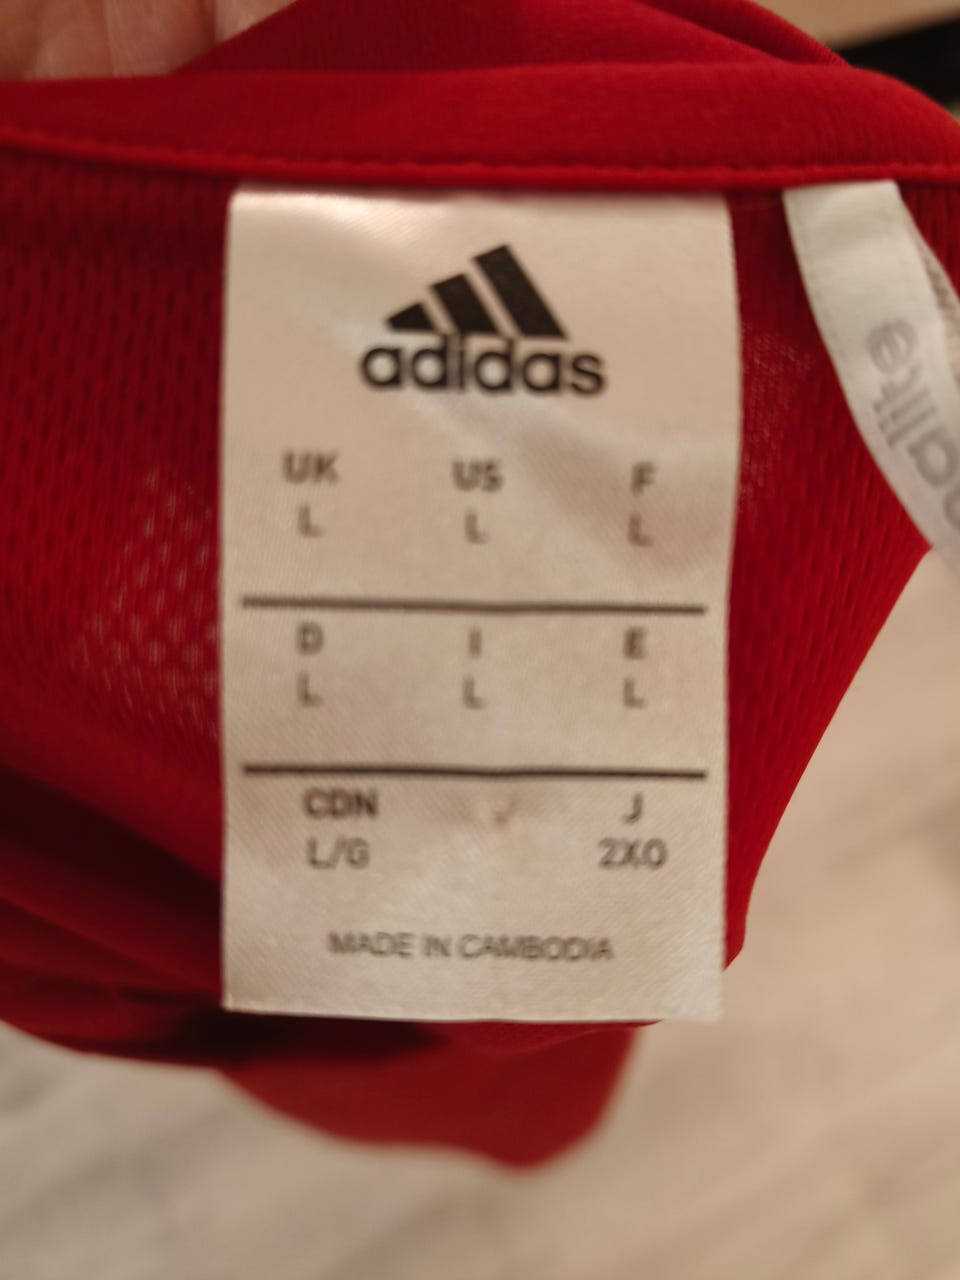 adidas
UK US F
L L L
D I E
L L L
CDN J
L/G 2XO
MADE IN CAMBODIA